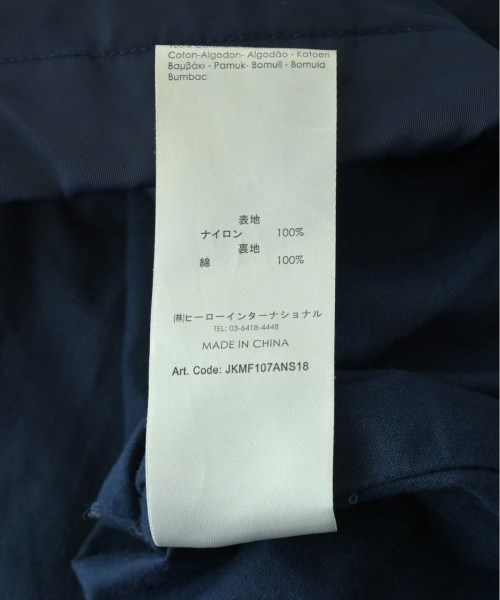 Coton-Algodon- Algodão - Katoen
Βαμβάκι - Pamuk- Bomull - Bomuld
Bumbac
表地
ナイロン 100%
裏地
綿 100%
㈱ヒーローインターナショナル
TEL: 03-6418-4445
MADE IN CHINA
Art. Code: JKMF107ANS18